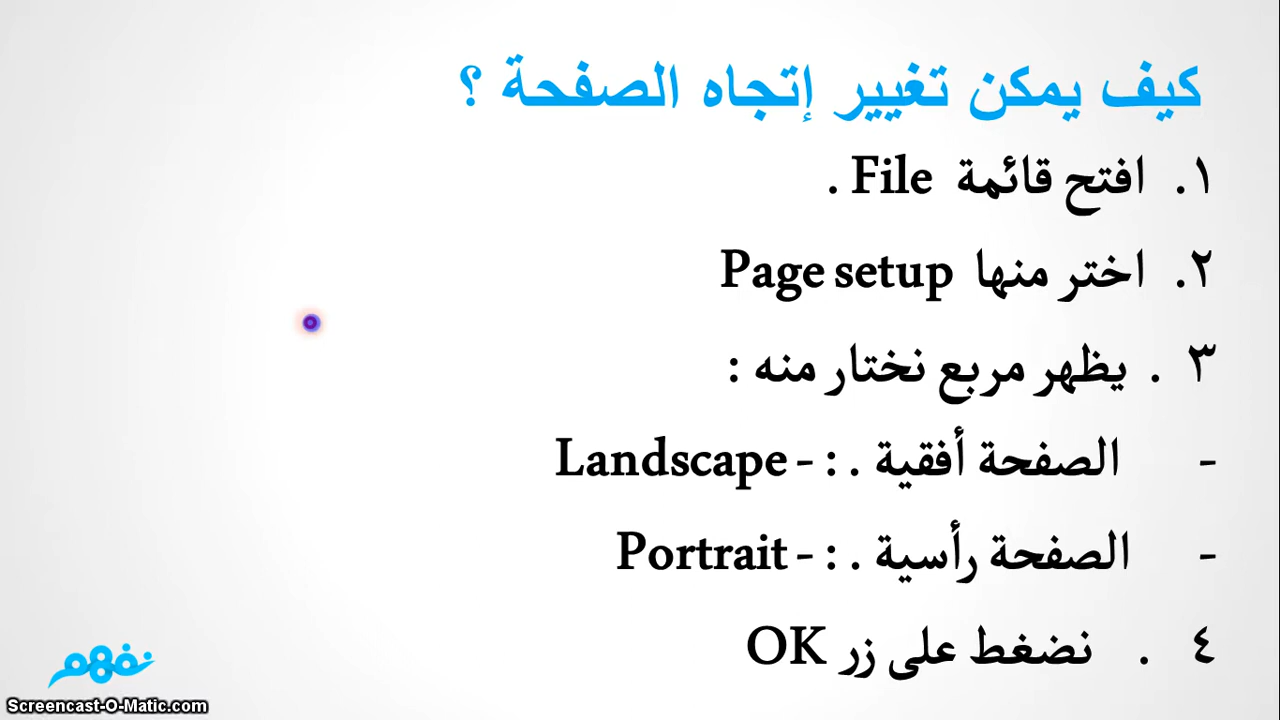 كيف يمكن تغيير إتجاه الصفحة ؟
١. افتح قائمة File .
٢. اختر منها Page setup
٣ . يظهر مربع نختار منه :
- الصفحة أفقية . : - Landscape
- الصفحة رأسية . : - Portrait
٤ . نضغط على زر OK
نفهم
Screencast-O-Matic.com